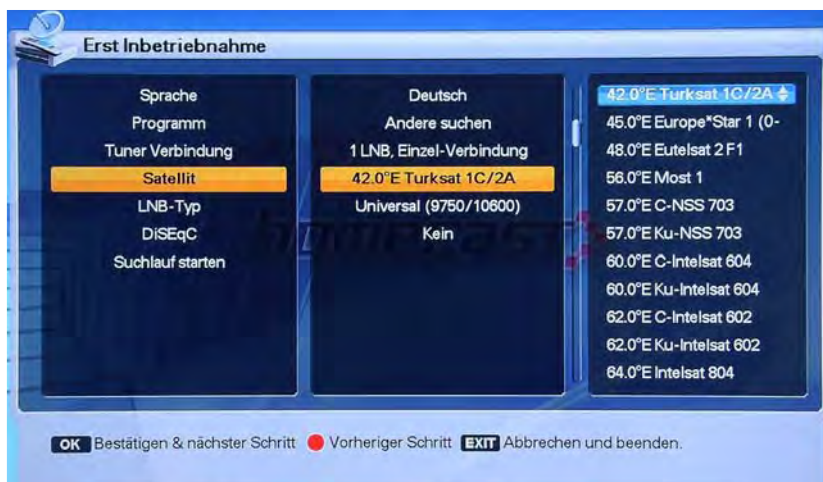 Erst Inbetriebnahme
Sprache
Programm
Tuner Verbindung
Satellit
LNB-Typ
DiSEqC
Suchlauf starten
Deutsch
Andere suchen
1 LNB, Einzel-Verbindung
42.0°E Turksat 1C/2A
Universal (9750/10600)
Kein
homecast
42.0°E Turksat 1C/2A
45.0°E Europe*Star 1 (0-
48.0°E Eutelsat 2 F1
56.0°E Most 1
57.0°E C-NSS 703
57.0°E Ku-NSS 703
60.0°E C-Intelsat 604
60.0°E Ku-Intelsat 604
62.0°E C-Intelsat 602
62.0°E Ku-Intelsat 602
64.0°E Intelsat 804
OK Bestätigen & nächster Schritt Vorheriger Schritt EXIT Abbrechen und beenden.